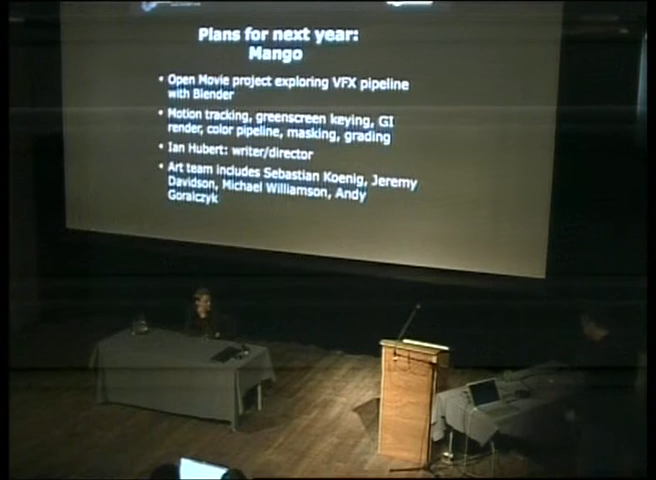 Plans for next year:
Mango
• Open Movie project exploring VFX pipeline
with Blender
• Motion tracking, greenscreen keying, GI
render, color pipeline, masking, grading
• Ian Hubert: writer/director
• Art team includes Sebastian Koenig, Jeremy
Davidson, Michael Williamson, Andy
Goralczyk